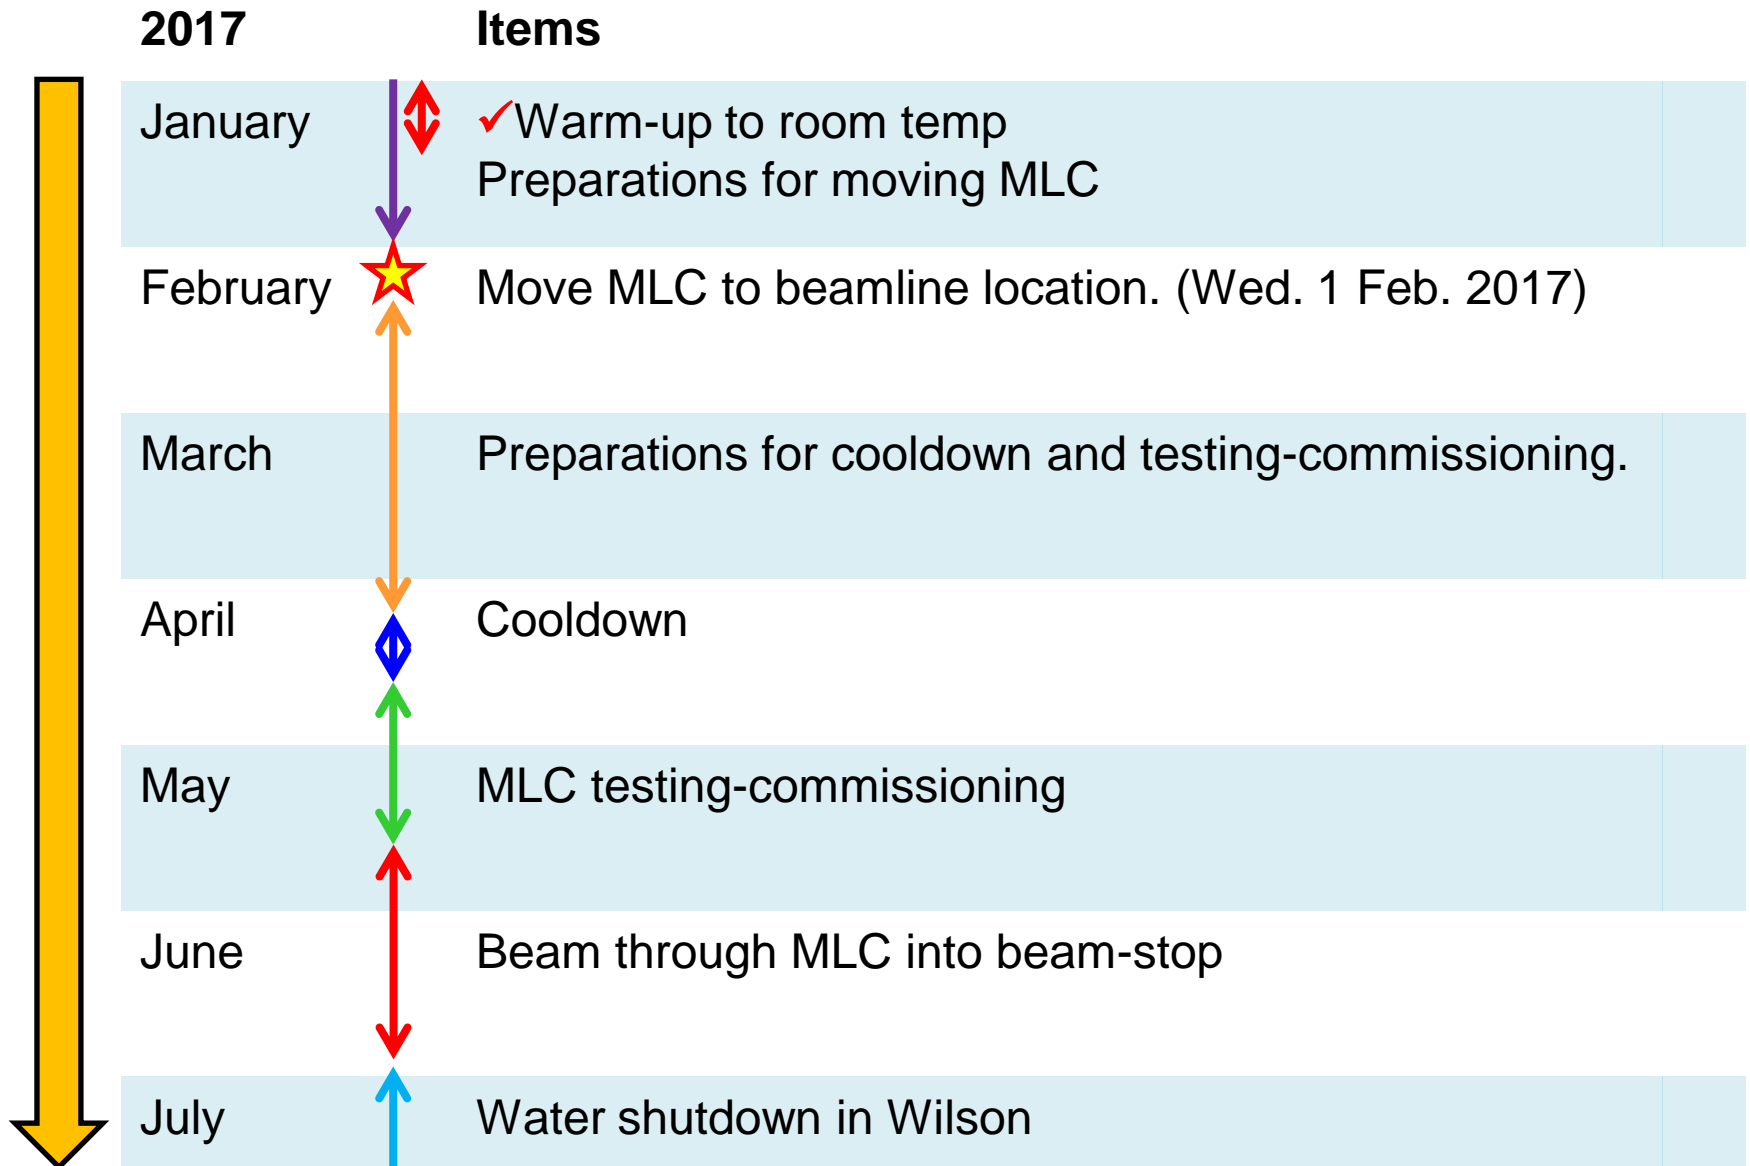 2017 Items
January ✓Warm-up to room temp
Preparations for moving MLC
February Move MLC to beamline location. (Wed. 1 Feb. 2017)
March Preparations for cooldown and testing-commissioning.
April Cooldown
May MLC testing-commissioning
June Beam through MLC into beam-stop
July Water shutdown in Wilson